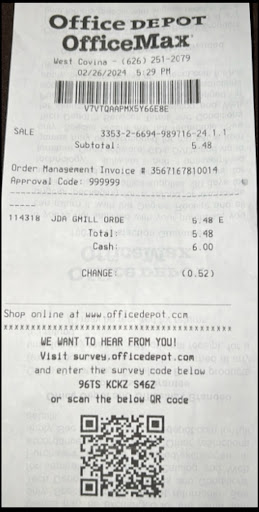 Office DEPOT
OfficeMax
West Covina - (626) 251-2079
02/26/2024 5:29 PM
V7VTQAAPMX5Y66E8E
SALE 3353-2-6694-989716-24.1.1
Subtotal: 5.48
Order Management Invoice # 3567167810014
Approval Code: 999999
114318 JDA GMILL ORDE 5.48 E
Total: 5.48
Cash: 6.00
CHANGE: (0.52)
Shop online at www.officedepot.com
WE WANT TO HEAR FROM YOU!
Visit survey.officedepot.com
and enter the survey code below
96TS KCKZ S46Z
or scan the below QR code